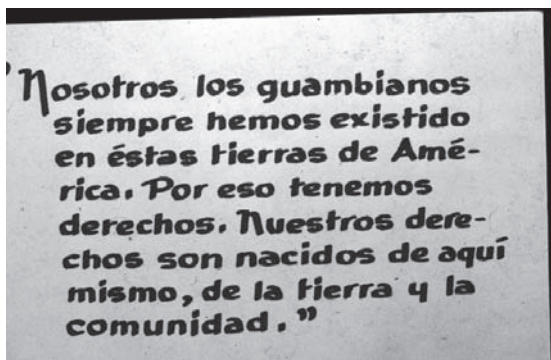 "Nosotros los guambianos
siempre hemos existido
en éstas tierras de Amé-
rica. Por eso tenemos
derechos. Nuestros dere-
chos son nacidos de aquí
mismo, de la tierra y la
comunidad."